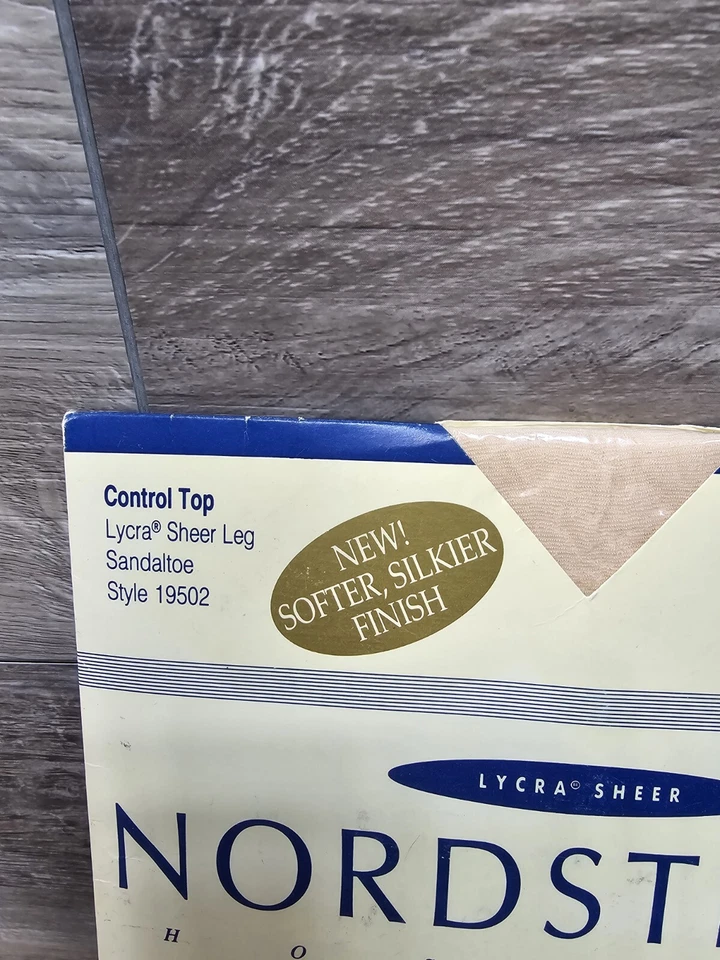 Control Top
Lycra® Sheer Leg
Sandaltoe
Style 19502
NEW!
SOFTER, SILKIER
FINISH
LYCRA® SHEER
NORDST
H O